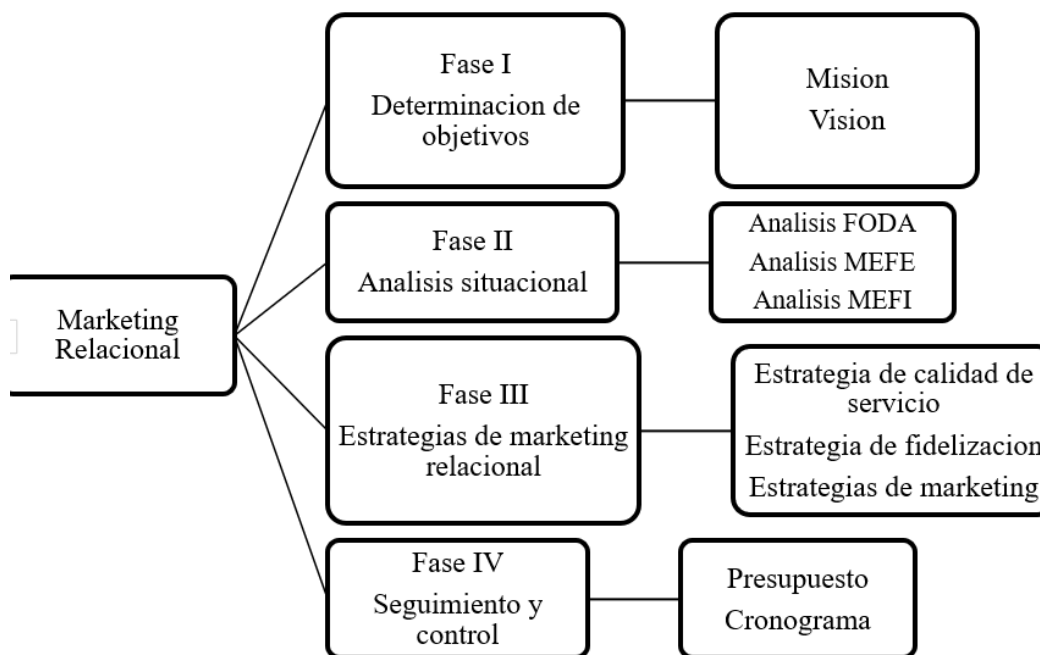 Marketing
Relacional
Fase I
Determinacion de
objetivos
Mision
Vision
Fase II
Analisis situacional
Analisis FODA
Analisis MEFE
Analisis MEFI
Fase III
Estrategias de marketing
relacional
Estrategia de calidad de
servicio
Estrategia de fidelizacion
Estrategias de marketing
Fase IV
Seguimiento y
control
Presupuesto
Cronograma